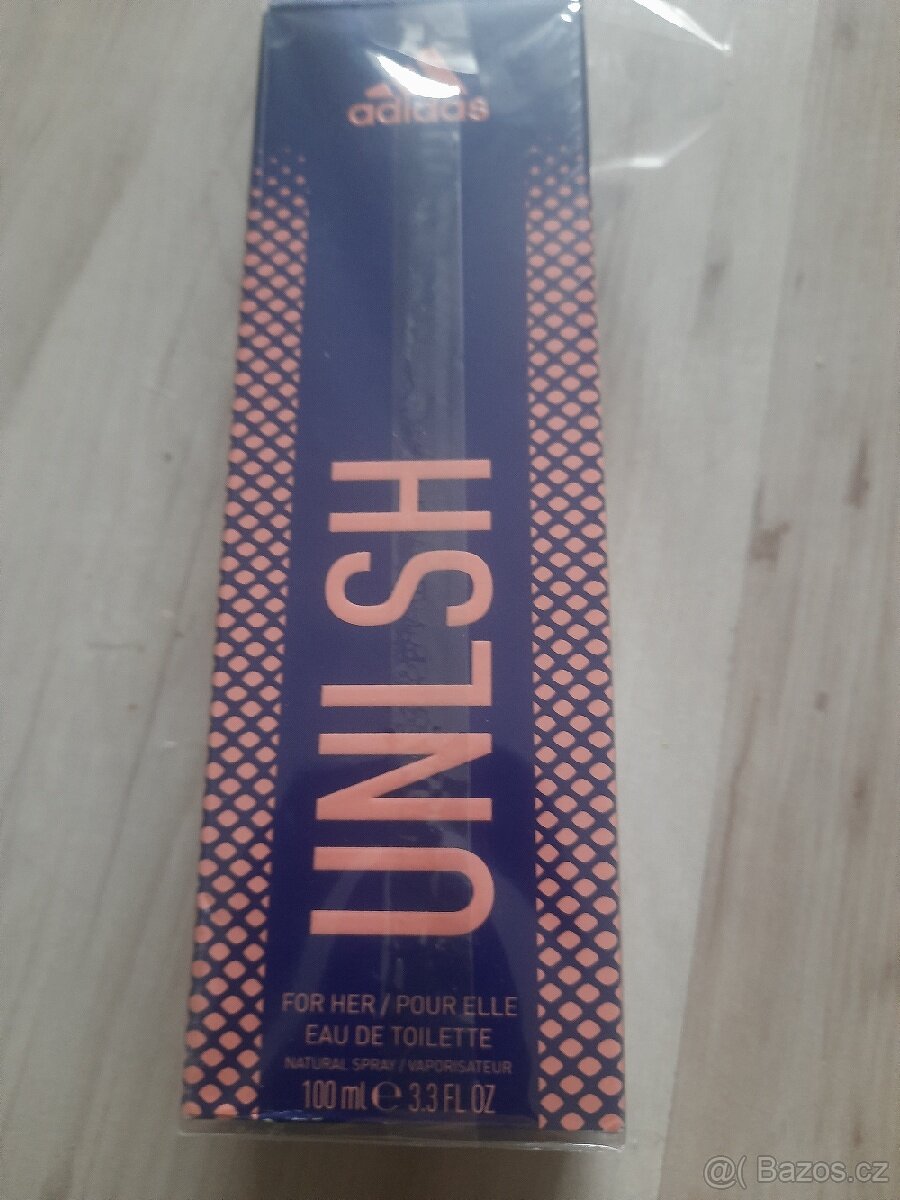 adidas
UNLSH
FOR HER / POUR ELLE
EAU DE TOILETTE
NATURAL SPRAY / VAPORISATEUR
100 ml ℮ 3.3 FL OZ
@( Bazos.cz